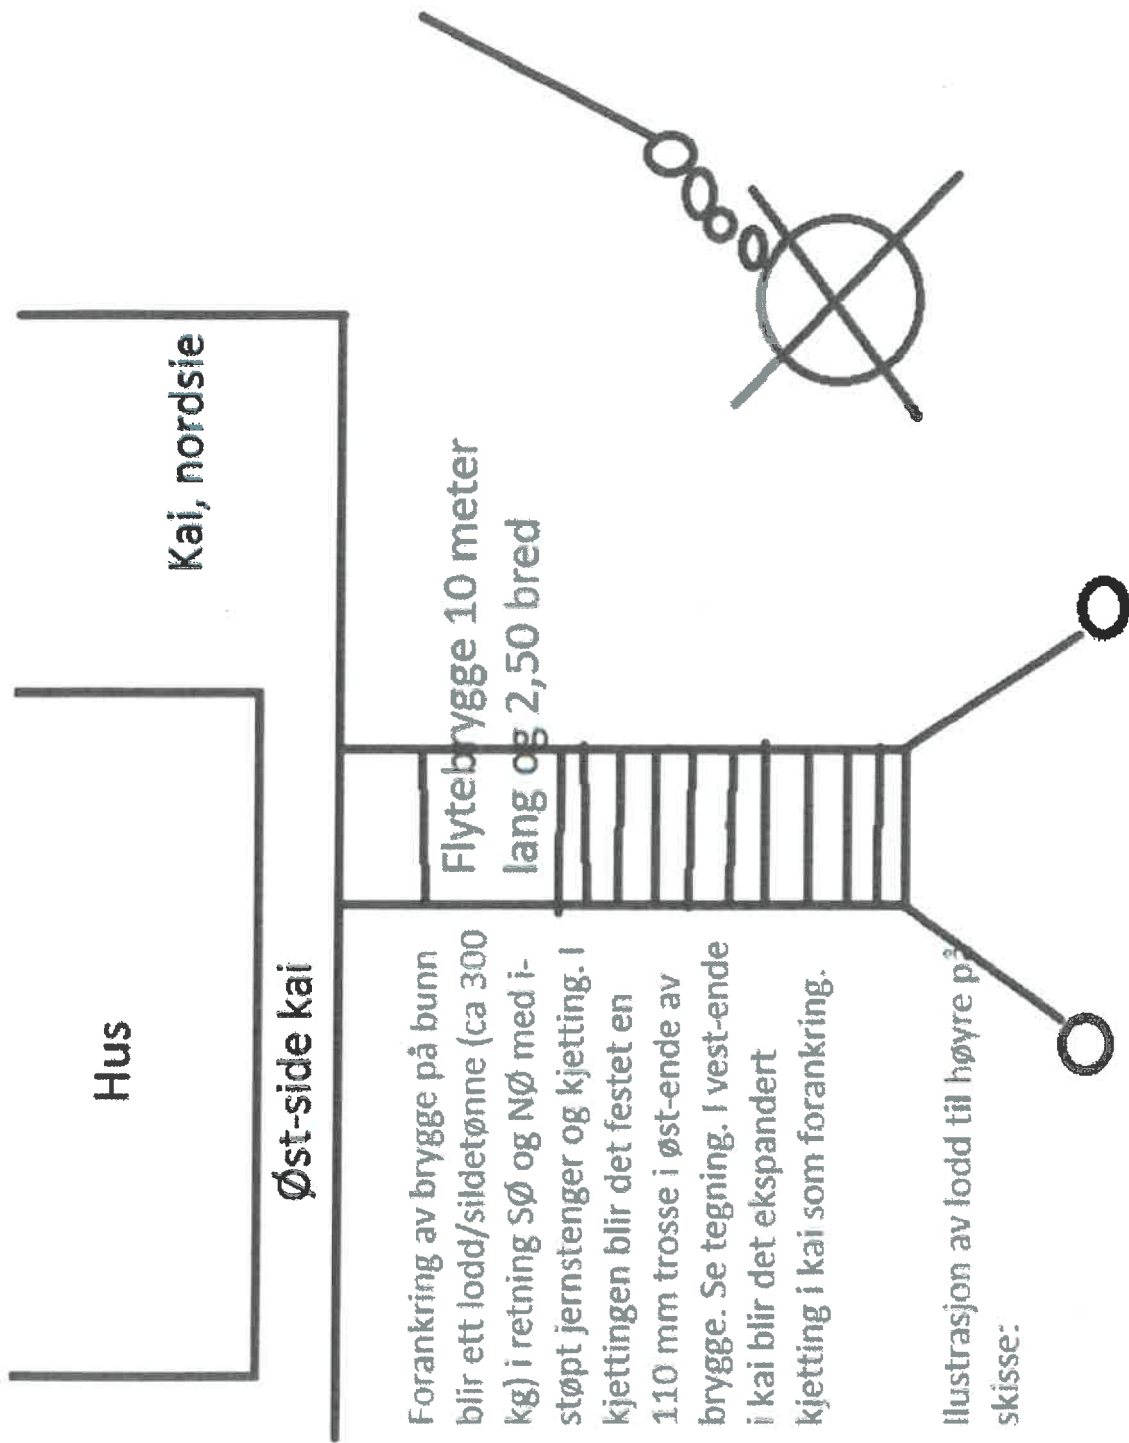 Hus
Kai, nordsie
Øst-side kai
Flytebrygge 10 meter
lang og 2,50 bred
Forankring av brygge på bunn
blir ett lodd/sildetønne (ca 300
kg) i retning SØ og NØ med i-
støpt jernstenger og kjetting. I
kjettingen blir det festet en
110 mm trosse i øst-ende av
brygge. Se tegning. I vest-ende
i kai blir det ekspandert
kjetting i kai som forankring.
Ilustrasjon av lodd til høyre på
skisse: